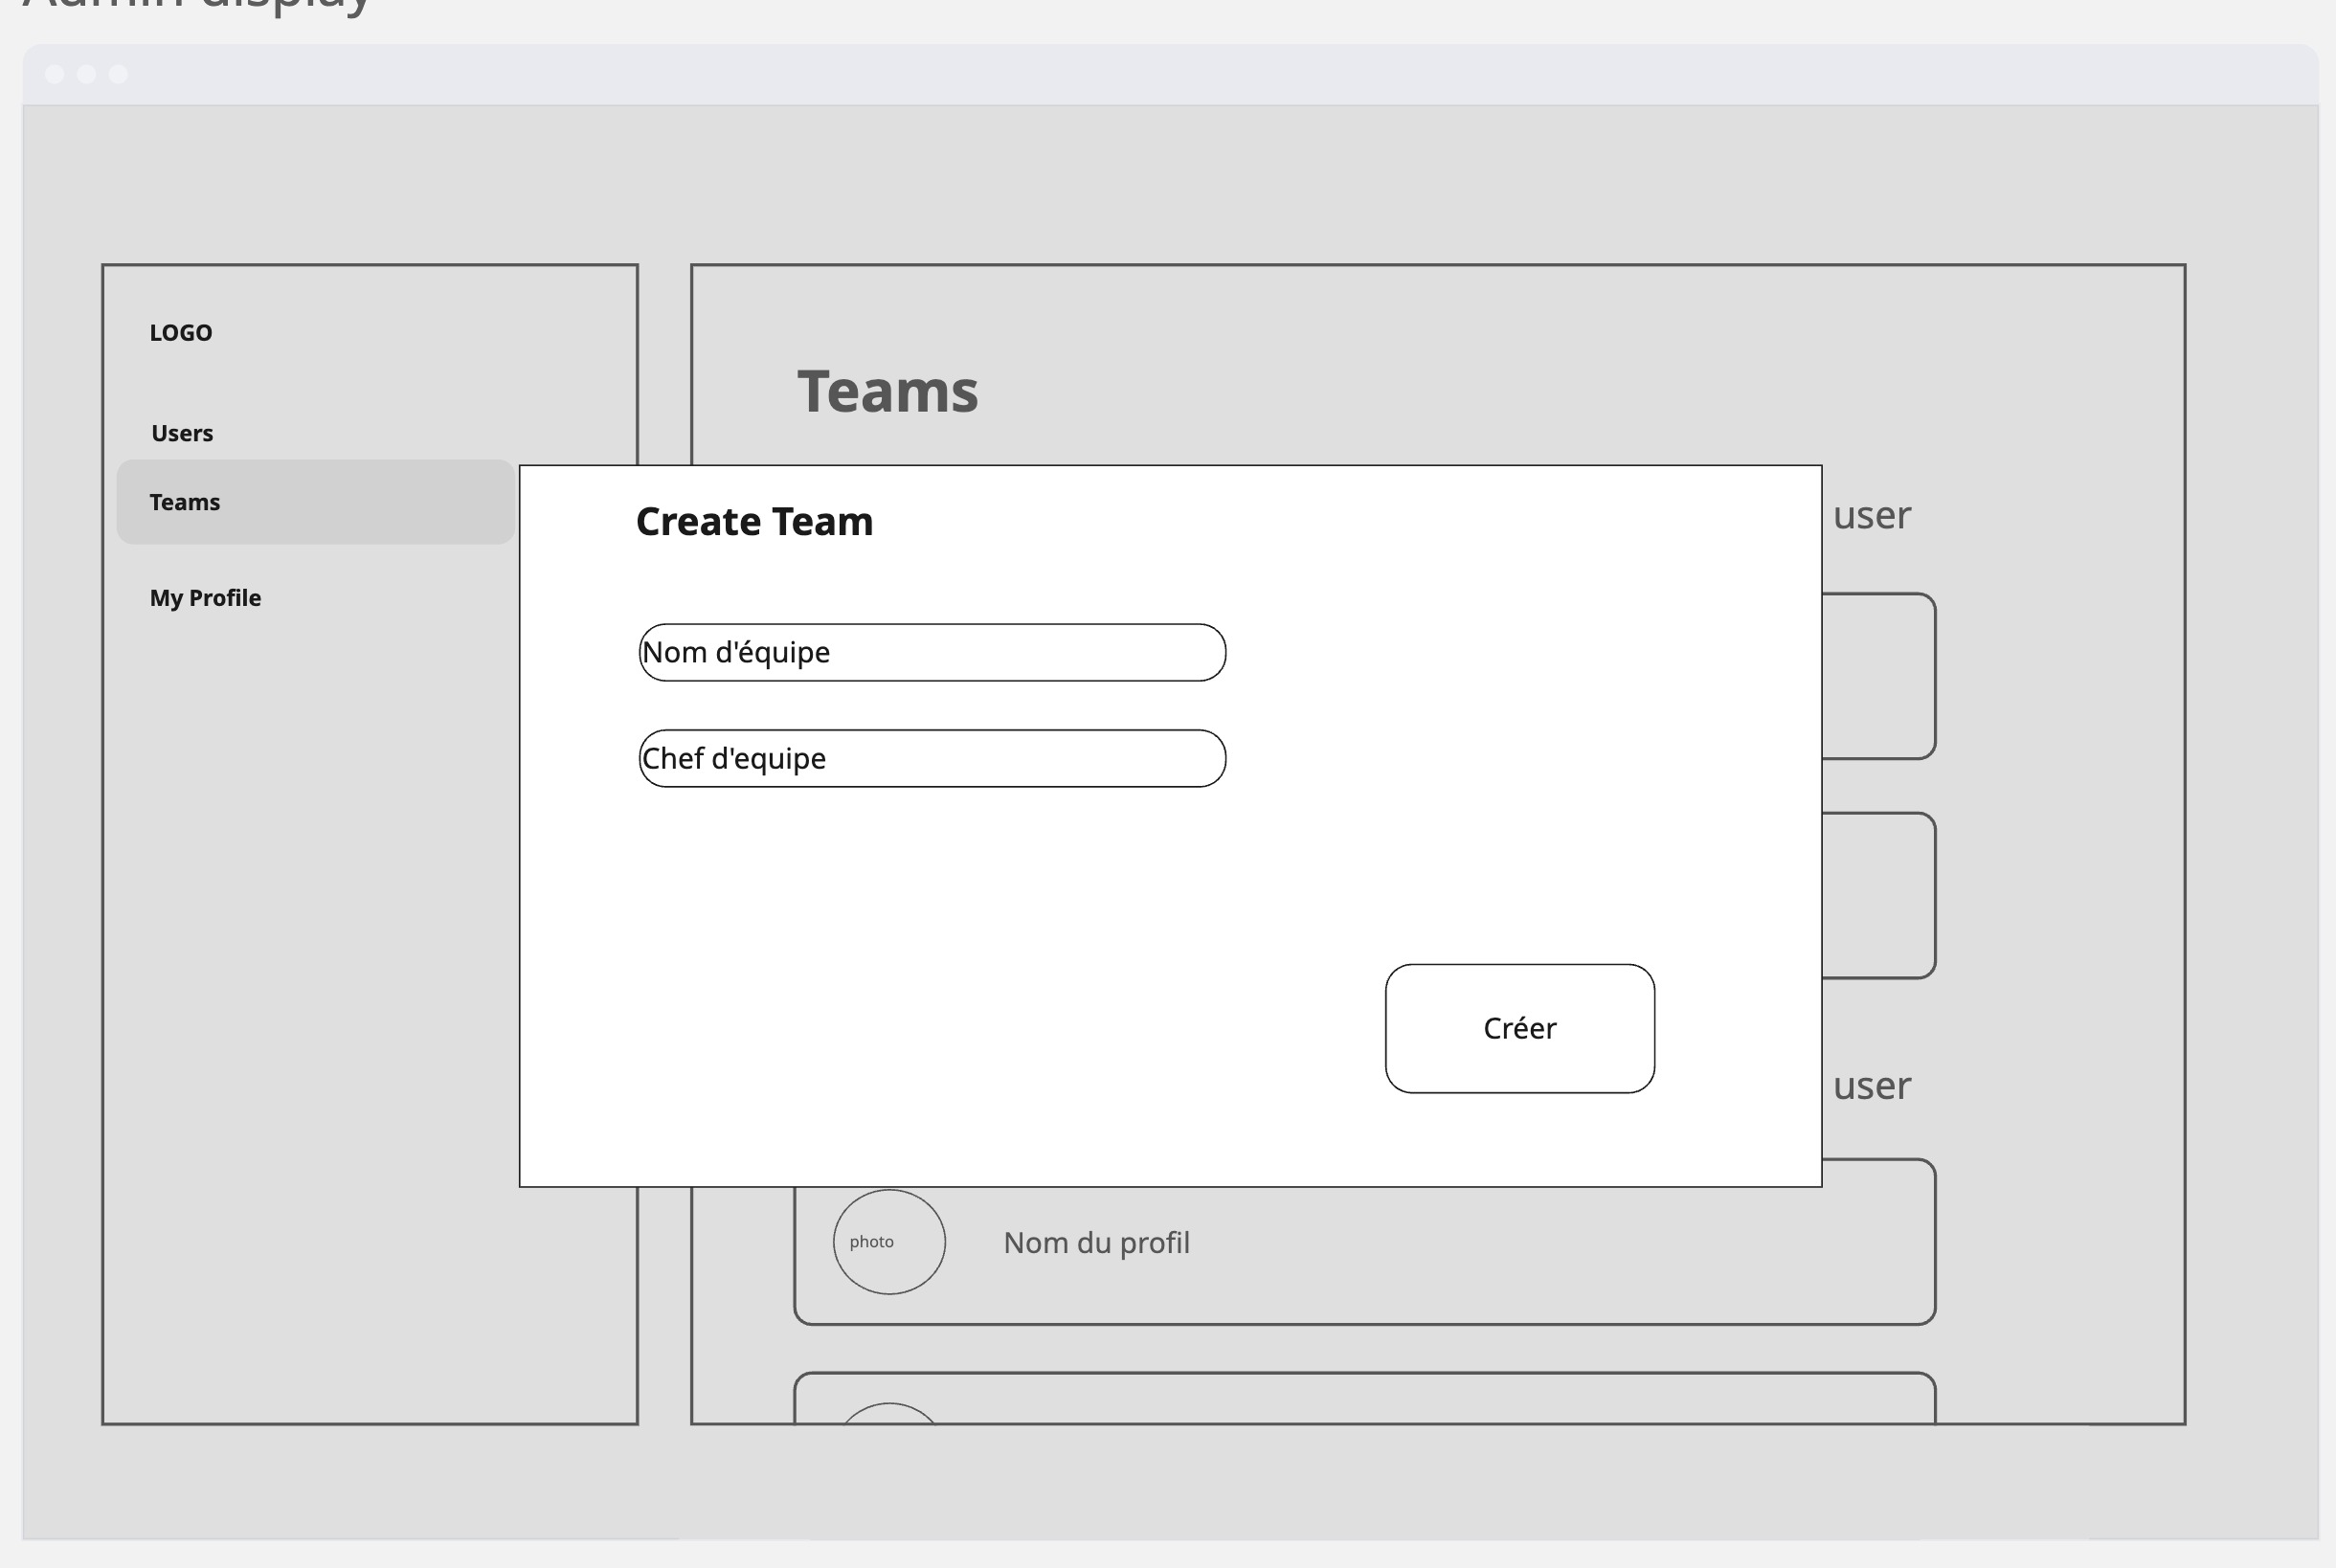 Admin display
LOGO
Users
Teams
My Profile
Teams
user
Create Team
Nom d'équipe
Chef d'equipe
Créer
user
photo
Nom du profil